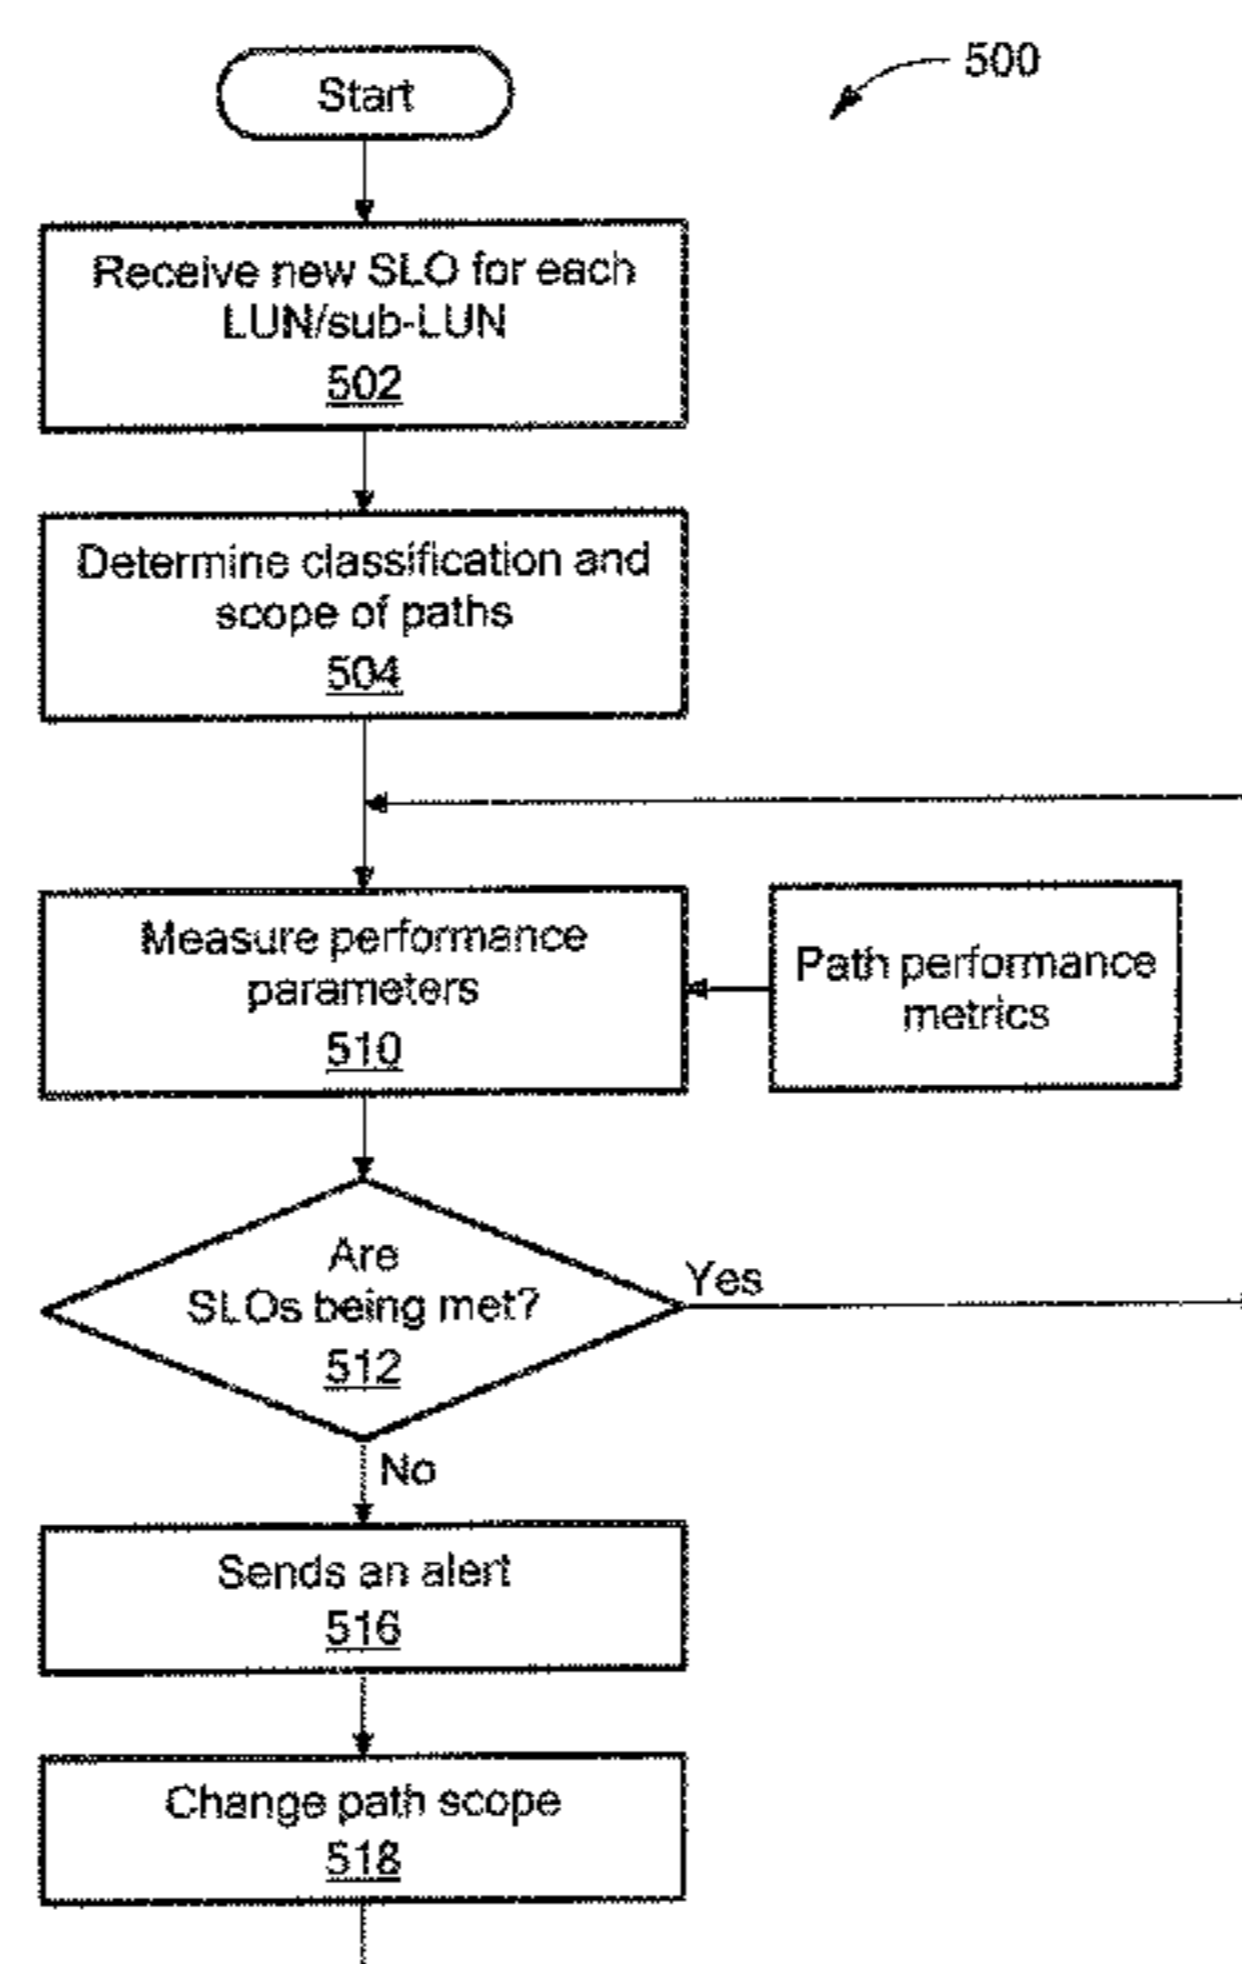 500
Start
Receive new SLO for each
LUN/sub-LUN
502
Determine classification and
scope of paths
504
Measure performance
parameters
510
Path performance
metrics
Are
SLOs being met?
512
Yes
No
Sends an alert
516
Change path scope
518